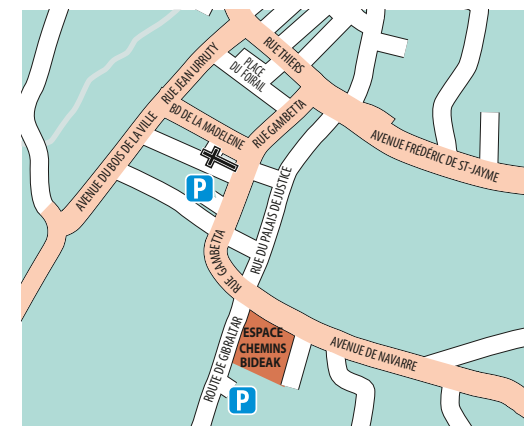 RUE THIERS
RUE JEAN URRUTY
PLACE
DU FOIRAIL
BD DE LA MADELEINE
RUE GAMBETTA
AVENUE FRÉDÉRIC DE ST-JAYME
AVENUE DU BOIS DE LA VILLE
P
RUE DU PALAIS DE JUSTICE
RUE GAMBETTA
ESPACE
CHEMINS
BIDEAK
AVENUE DE NAVARRE
ROUTE DE GIBRALTAR
P